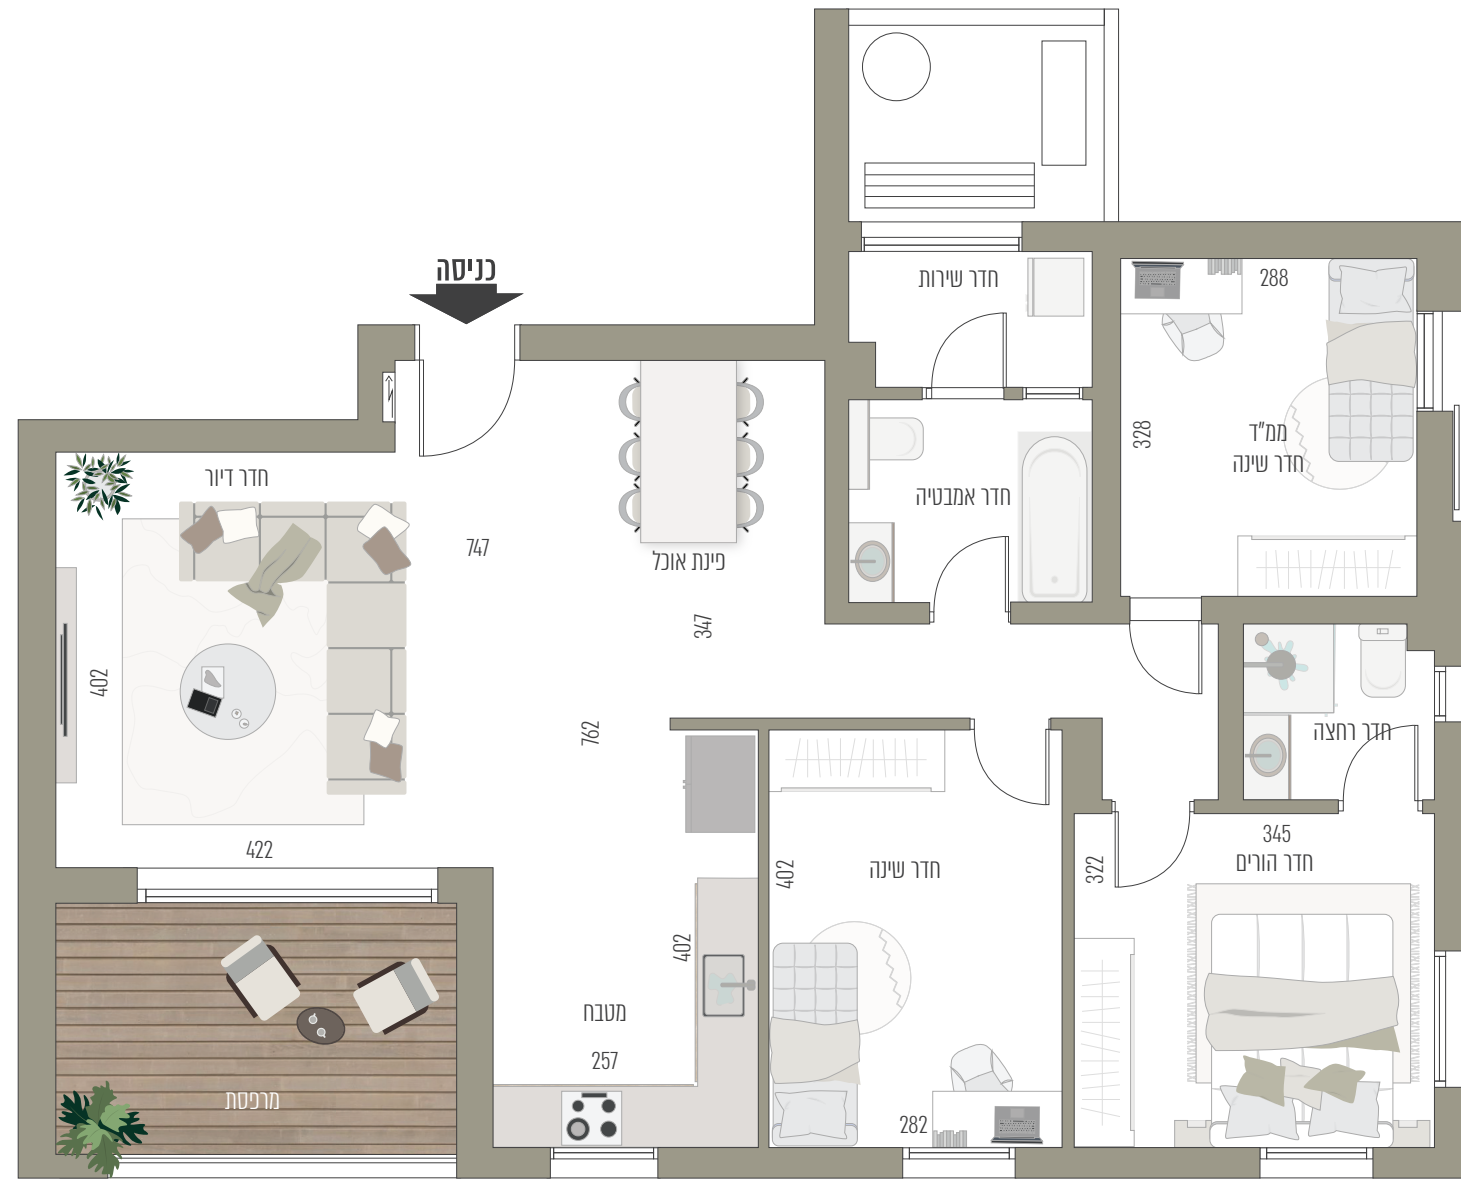 כניסה
חדר שירות
288
328
ממ"ד
חדר שינה
חדר דיור
חדר אמבטיה
747
פינת אוכל
347
402
762
חדר רחצה
422
345
חדר הורים
322
402
חדר שינה
402
מטבח
257
282
מרפסת